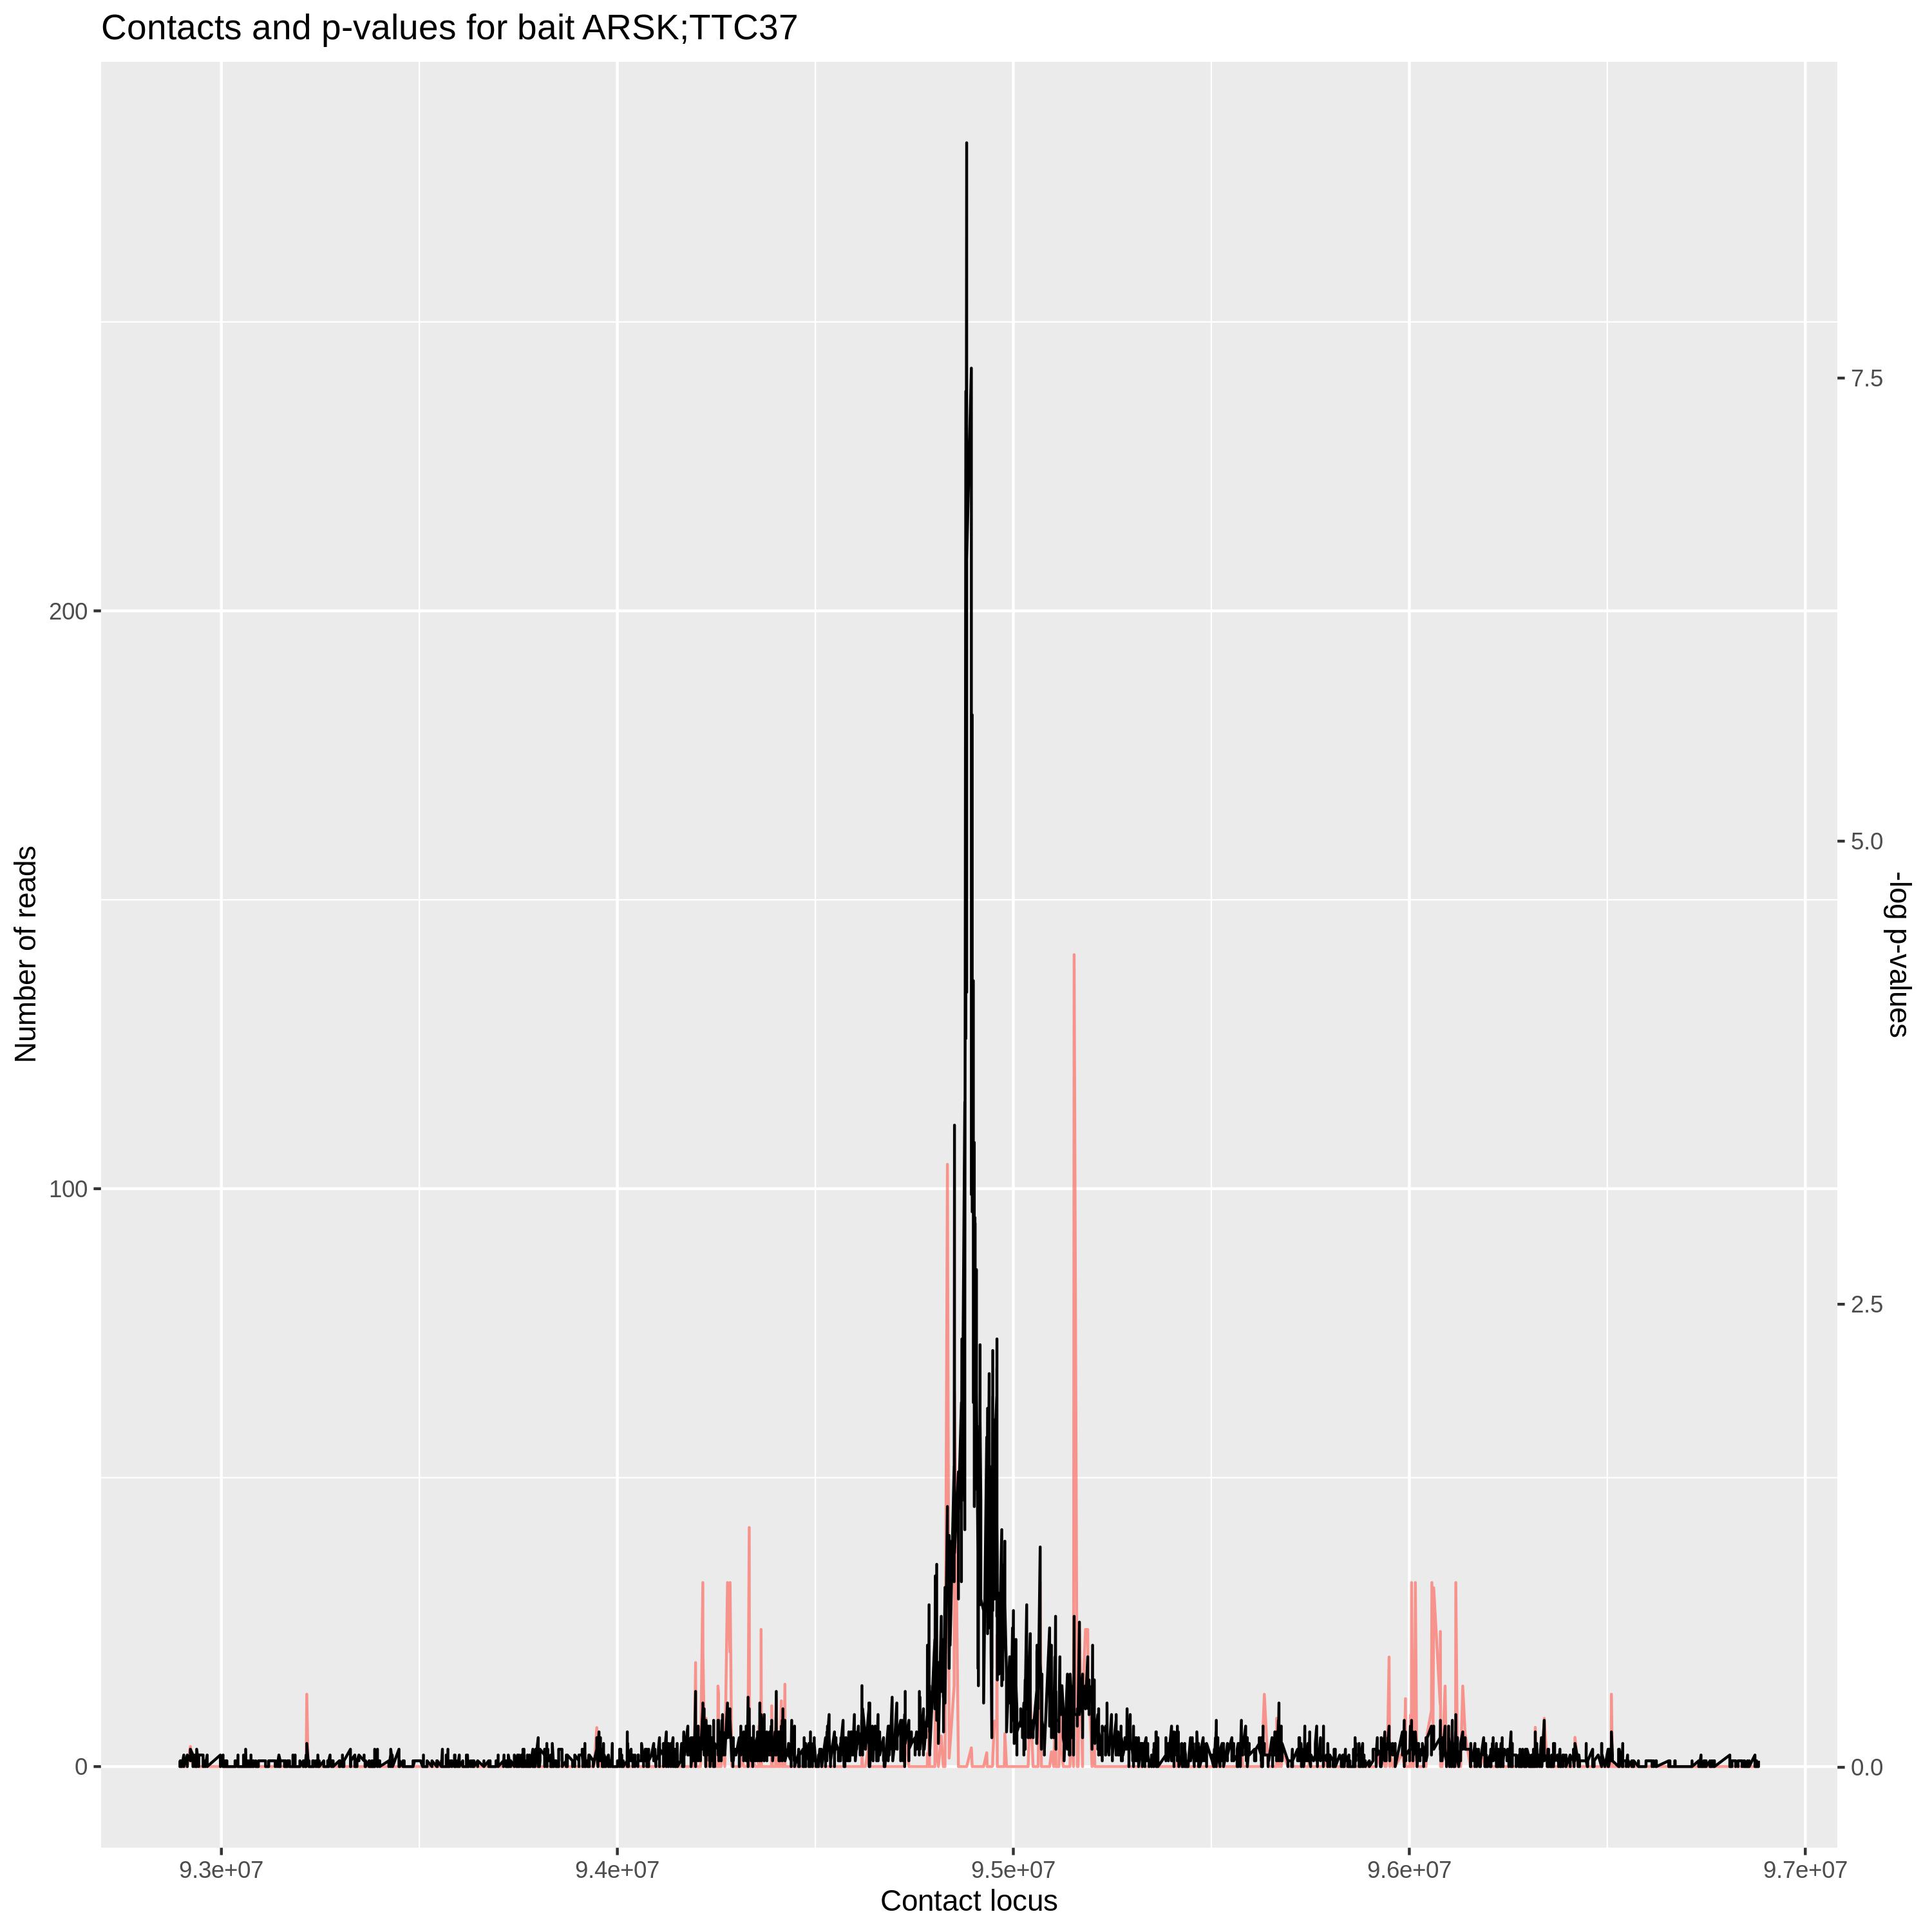 Contacts and p-values for bait ARSK;TTC37
Number of reads
200
100
0
7.5
5.0
2.5
0.0
-log p-values
9.3e+07 9.4e+07 9.5e+07 9.6e+07 9.7e+07
Contact locus